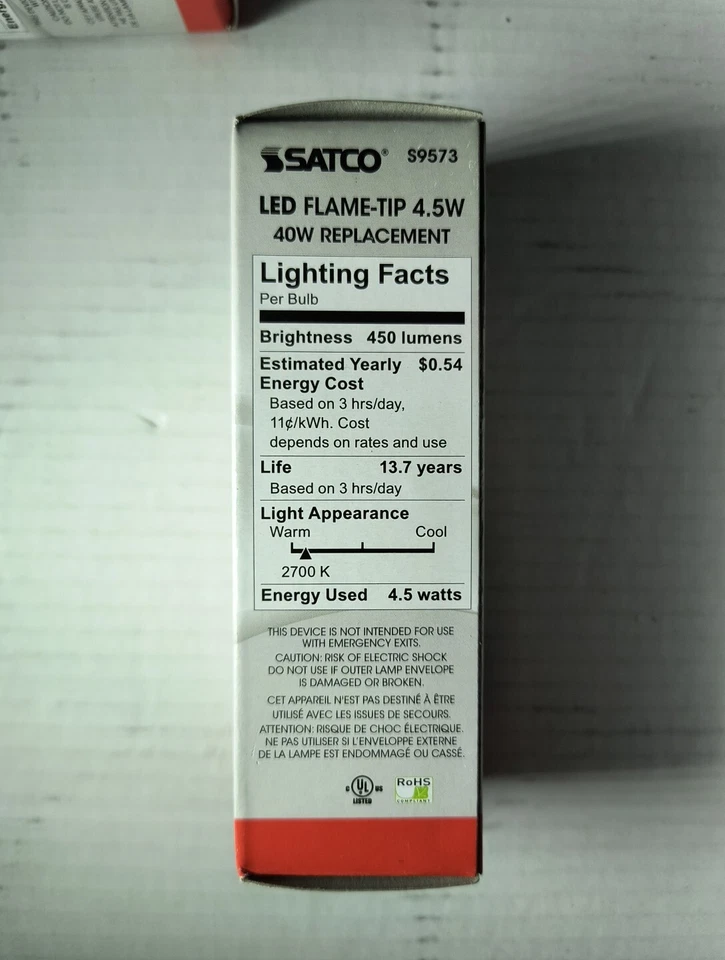 SATCO® S9573
LED FLAME-TIP 4.5W
40W REPLACEMENT
Lighting Facts
Per Bulb
Brightness 450 lumens
Estimated Yearly $0.54
Energy Cost
Based on 3 hrs/day,
11¢/kWh. Cost
depends on rates and use
Life 13.7 years
Based on 3 hrs/day
Light Appearance
Warm Cool
2700 K
Energy Used 4.5 watts
THIS DEVICE IS NOT INTENDED FOR USE
WITH EMERGENCY EXITS.
CAUTION: RISK OF ELECTRIC SHOCK
DO NOT USE IF OUTER LAMP ENVELOPE
IS DAMAGED OR BROKEN.
CET APPAREIL N'EST PAS DESTINÉ À ÊTRE
UTILISÉ AVEC LES ISSUES DE SECOURS.
ATTENTION: RISQUE DE CHOC ÉLECTRIQUE.
NE PAS UTILISER SI L'ENVELOPPE EXTERNE
DE LA LAMPE EST ENDOMMAGÉ OU CASSÉ.
C UL US
LISTED
RoHS
COMPLIANT